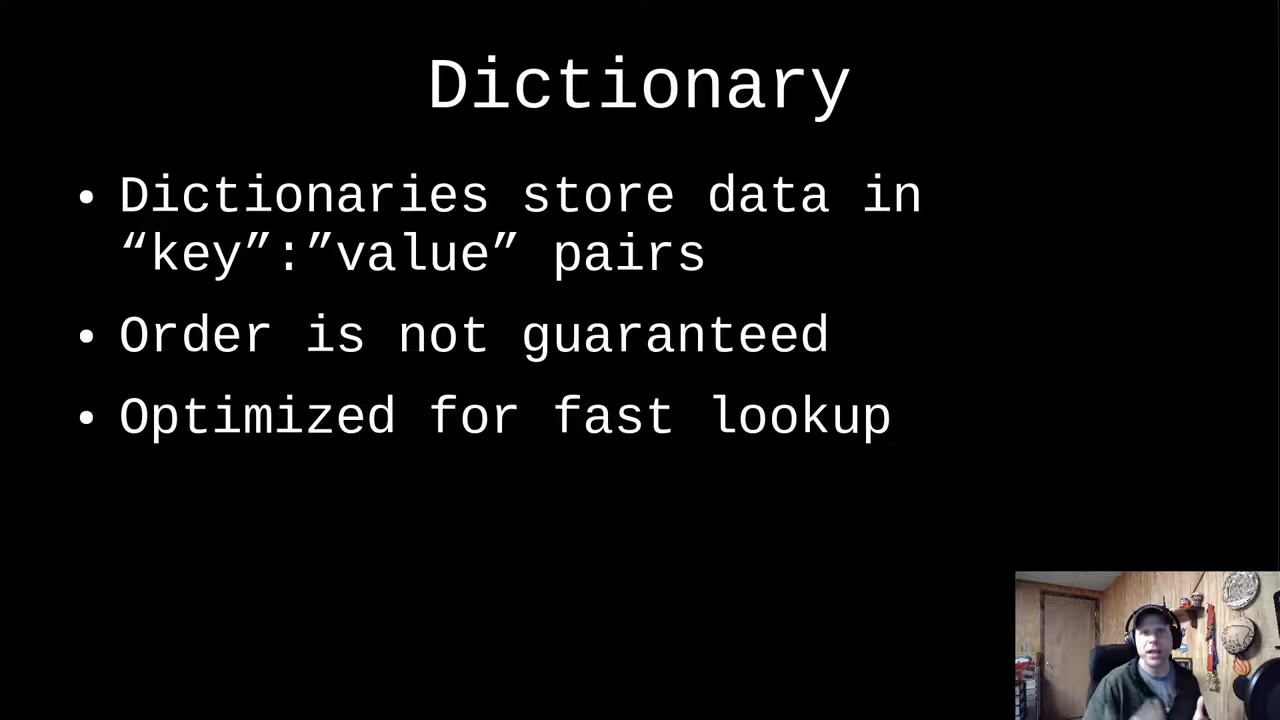 Dictionary
• Dictionaries store data in
“key”:”value” pairs
• Order is not guaranteed
• Optimized for fast lookup